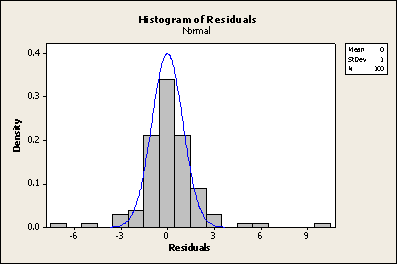 Histogram of Residuals
Normal
Mean 0
StDev 1
N 100
Density
0.4
0.3
0.2
0.1
0.0
-6 -3 0 3 6 9
Residuals